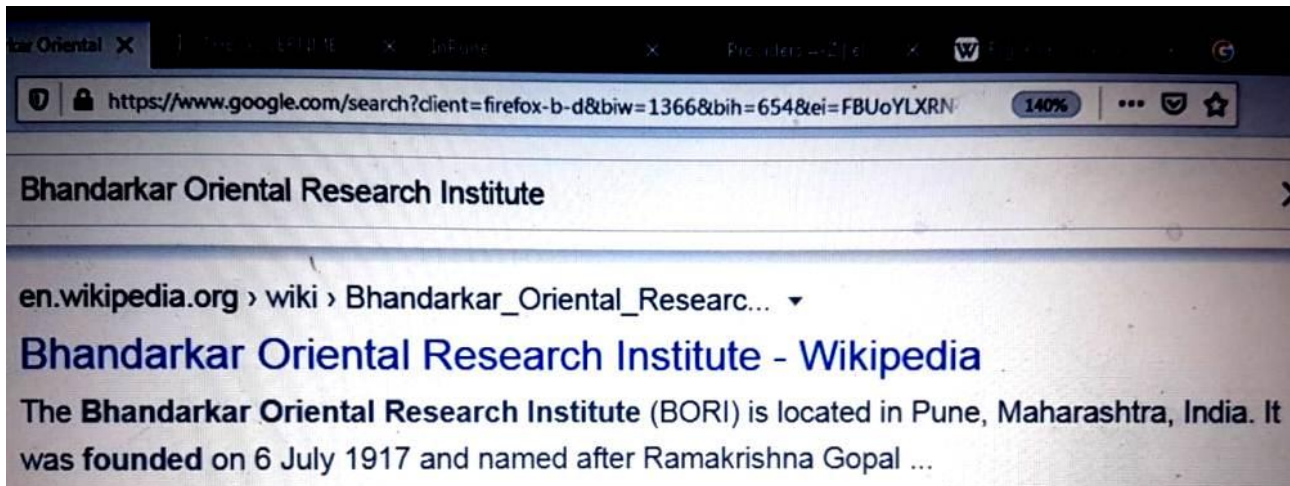 kar Oriental
https://www.google.com/search?client=firefox-b-d&biw=1366&bih=654&ei=FBUoYLXRN 140%
Bhandarkar Oriental Research Institute
en.wikipedia.org › wiki › Bhandarkar_Oriental_Researc...
Bhandarkar Oriental Research Institute - Wikipedia
The Bhandarkar Oriental Research Institute (BORI) is located in Pune, Maharashtra, India. It
was founded on 6 July 1917 and named after Ramakrishna Gopal ...